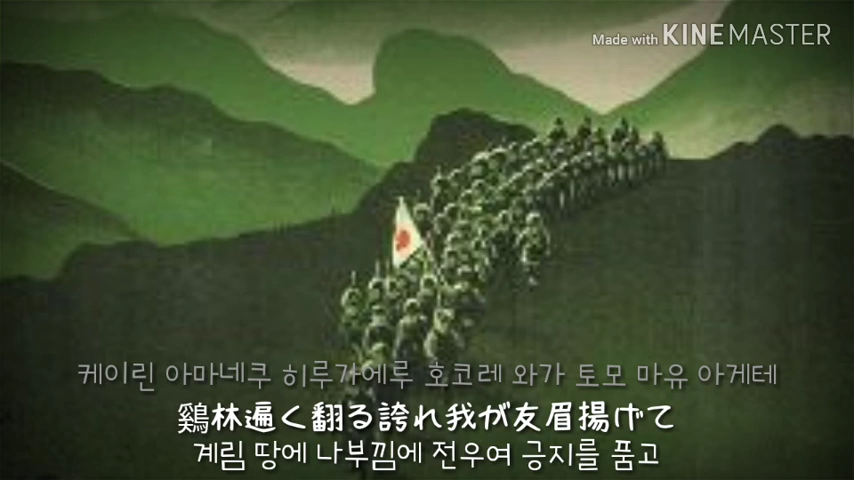 Made with KINEMASTER
케이린 아마네쿠 히루가에루 호코레 와가 토모 마유 아게테
鷄林遍く翻る誇れ我が友眉揚げて
계림 땅에 나부낌에 전우여 긍지를 품고